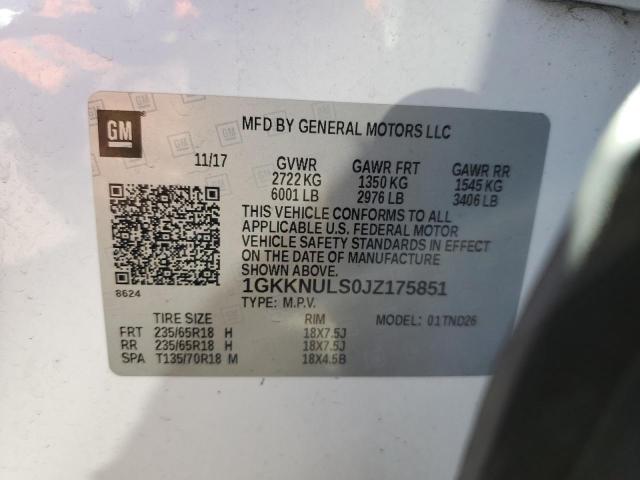 GM
MFD BY GENERAL MOTORS LLC
11/17 GVWR GAWR FRT GAWR RR
2722 KG 1350 KG 1545 KG
6001 LB 2976 LB 3406 LB
THIS VEHICLE CONFORMS TO ALL
APPLICABLE U.S. FEDERAL MOTOR
VEHICLE SAFETY STANDARDS IN EFFECT
ON THE DATE OF MANUFACTURE
SHOWN ABOVE.
8624
1GKKNULS0JZ175851
TYPE: M.P.V. MODEL: 01TND26
TIRE SIZE RIM
FRT 235/65R18 H 18X7.5J
RR 235/65R18 H 18X7.5J
SPA T135/70R18 M 18X4.5B